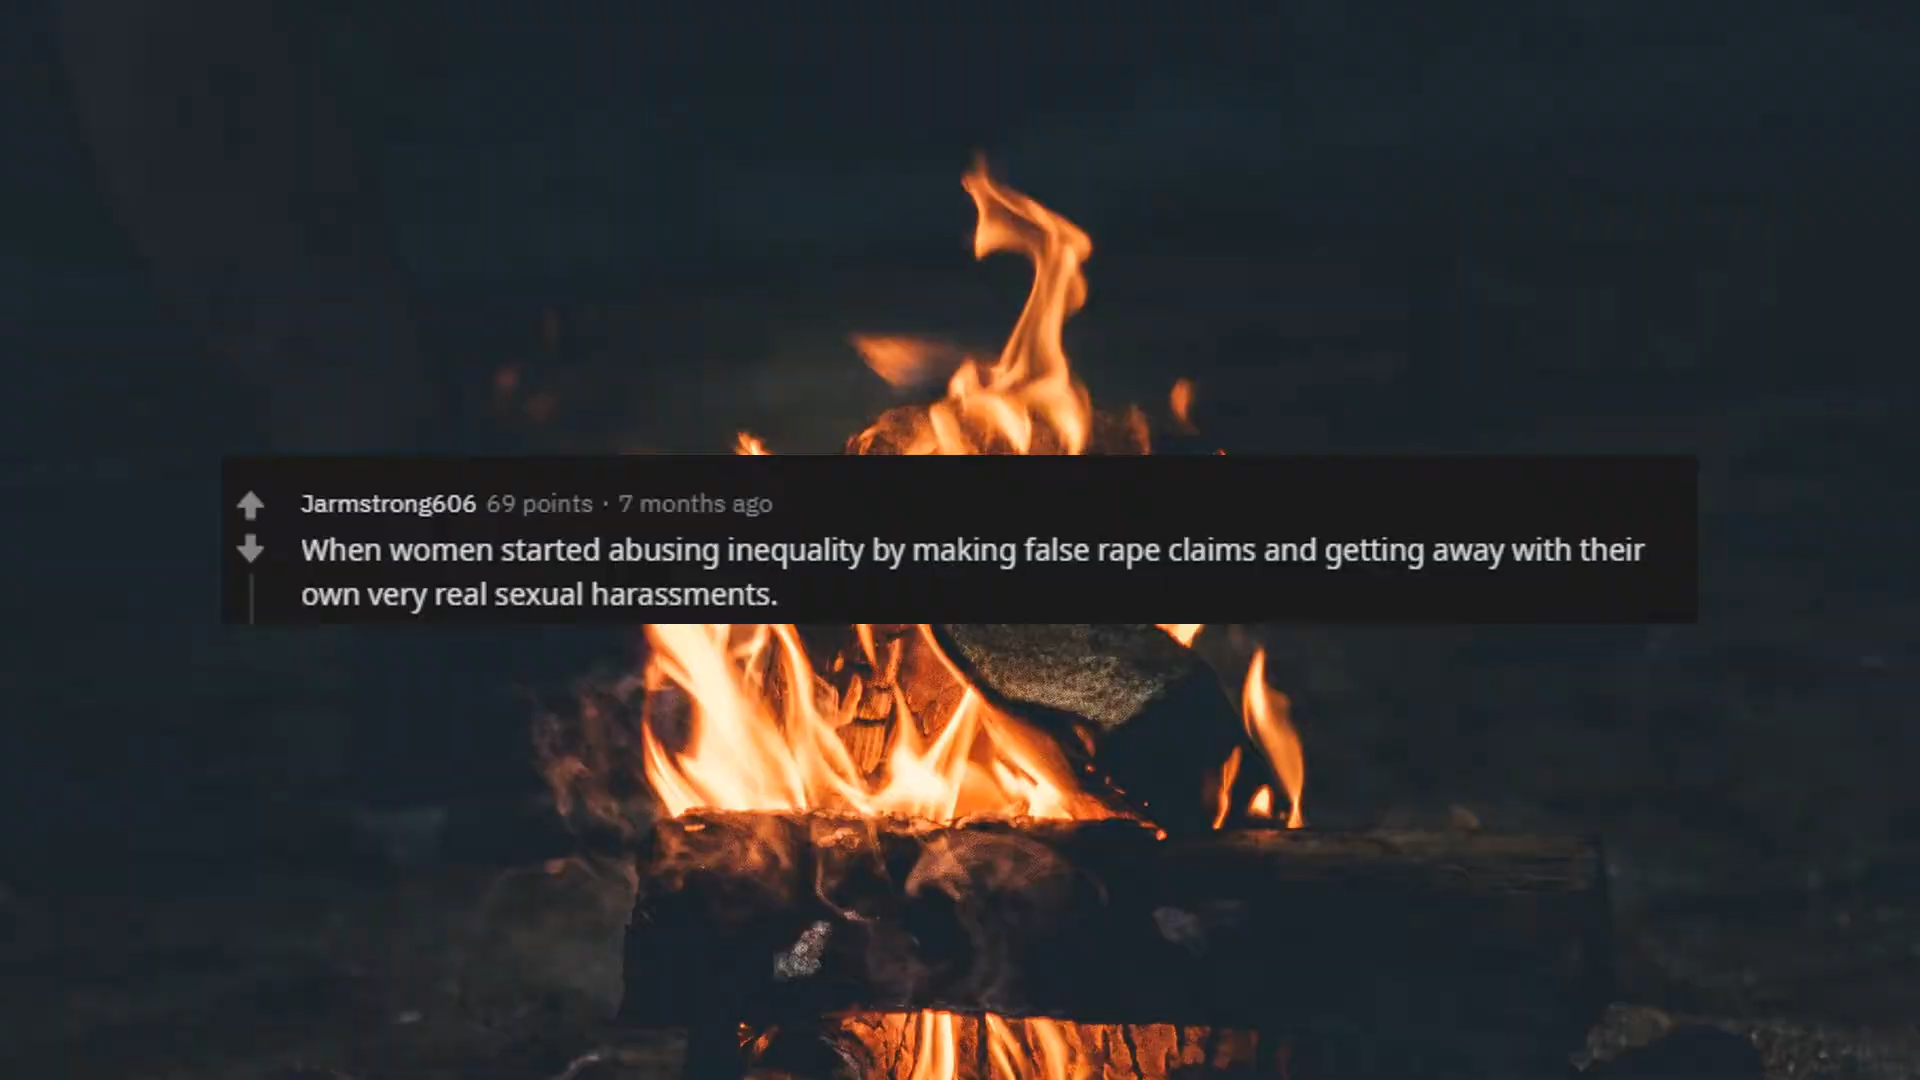 Jarmstrong606 69 points · 7 months ago
When women started abusing inequality by making false rape claims and getting away with their
own very real sexual harassments.